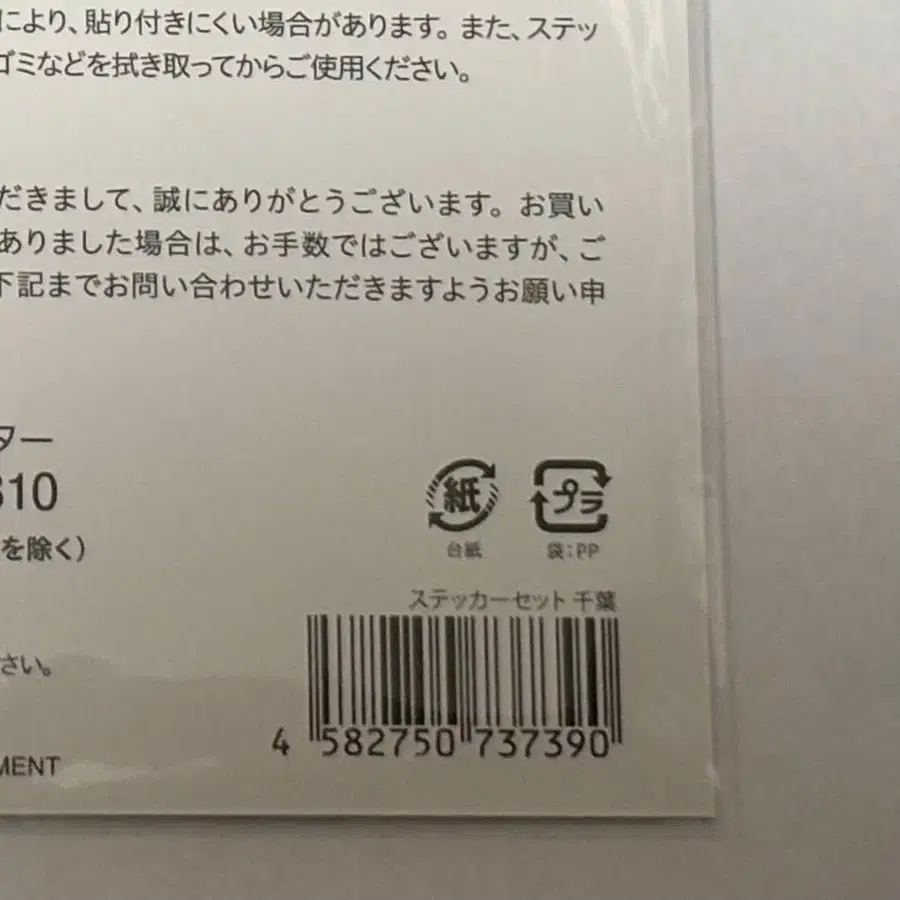 により、貼り付きにくい場合があります。また、ステッ
ゴミなどを拭き取ってからご使用ください。
だきまして、誠にありがとうございます。お買い
ありました場合は、お手数ではございますが、ご
下記までお問い合わせいただきますようお願い申
ター
310
を除く）
紙
台紙
プラ
袋:PP
ステッカーセット 千葉
さい。
4 582750 737390
MENT